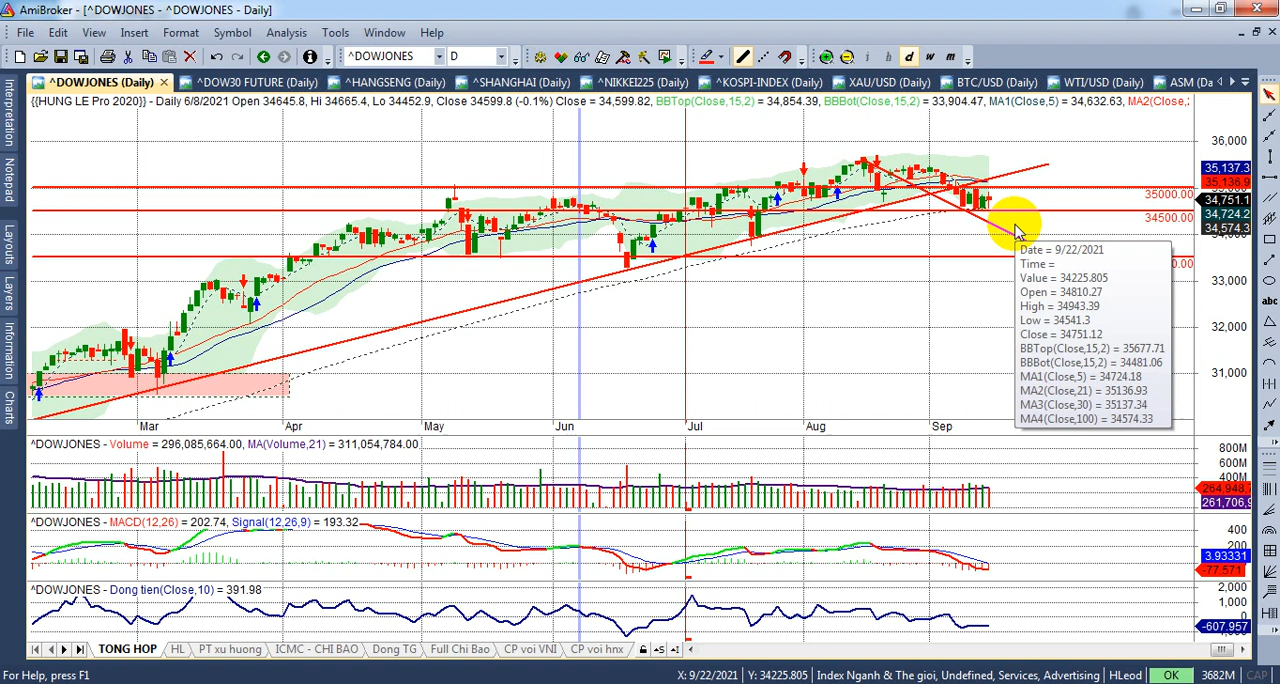 AmiBroker - [^DOWJONES - ^DOWJONES - Daily]
File Edit View Insert Format Symbol Analysis Tools Window Help
^DOWJONES D i h d w m
^DOWJONES (Daily) ^DOW30 FUTURE (Daily) ^HANGSENG (Daily) ^SHANGHAI (Daily) ^NIKKEI225 (Daily) ^KOSPI-INDEX (Daily) XAU/USD (Daily) BTC/USD (Daily) WTI/USD (Daily) ASM (Da
Interpretation
Notepad
Layouts
Layers
Information
Charts
{{HUNG LE Pro 2020}} - Daily 6/8/2021 Open 34645.8, Hi 34665.4, Lo 34452.9, Close 34599.8 (-0.1%) Close = 34,599.82, BBTop(Close,15,2) = 34,854.39, BBBot(Close,15,2) = 33,904.47, MA1(Close,5) = 34,632.63, MA2(Close,
36,000
35,137.3
35,136.9
35000.00
34,751.1
34,724.2
34500.00
34,574.3
33,000
32,000
31,000
Date = 9/22/2021
Time =
Value = 34225.805
Open = 34810.27
High = 34943.39
Low = 34541.3
Close = 34751.12
BBTop(Close,15,2) = 35677.71
BBBot(Close,15,2) = 34481.06
MA1(Close,5) = 34724.18
MA2(Close,21) = 35136.93
MA3(Close,30) = 35137.34
MA4(Close,100) = 34574.33
Mar Apr May Jun Jul Aug Sep
^DOWJONES - Volume = 296,085,664.00, MA(Volume,21) = 311,054,784.00
800M
600M
400M
264,948,
261,706,9
^DOWJONES - MACD(12,26) = 202.74, Signal(12,26,9) = 193.32
400
200
3.93331
-77.571
^DOWJONES - Dong tien(Close,10) = 391.98
2,000
1,000
0
-607.957
TONG HOP HL PT xu huong ICMC - CHI BAO Dong TG Full Chi Bao CP voi VNI CP voi hnx
For Help, press F1 X: 9/22/2021 Y: 34225.805 Index Nganh & The gioi, Undefined, Services, Advertising HLeod OK 3682M CAP
abc